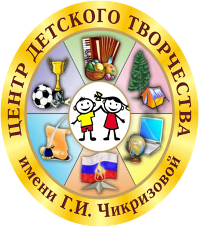 ЦЕНТР ДЕТСКОГО ТВОРЧЕСТВА
имени Г.И. Чикризовой